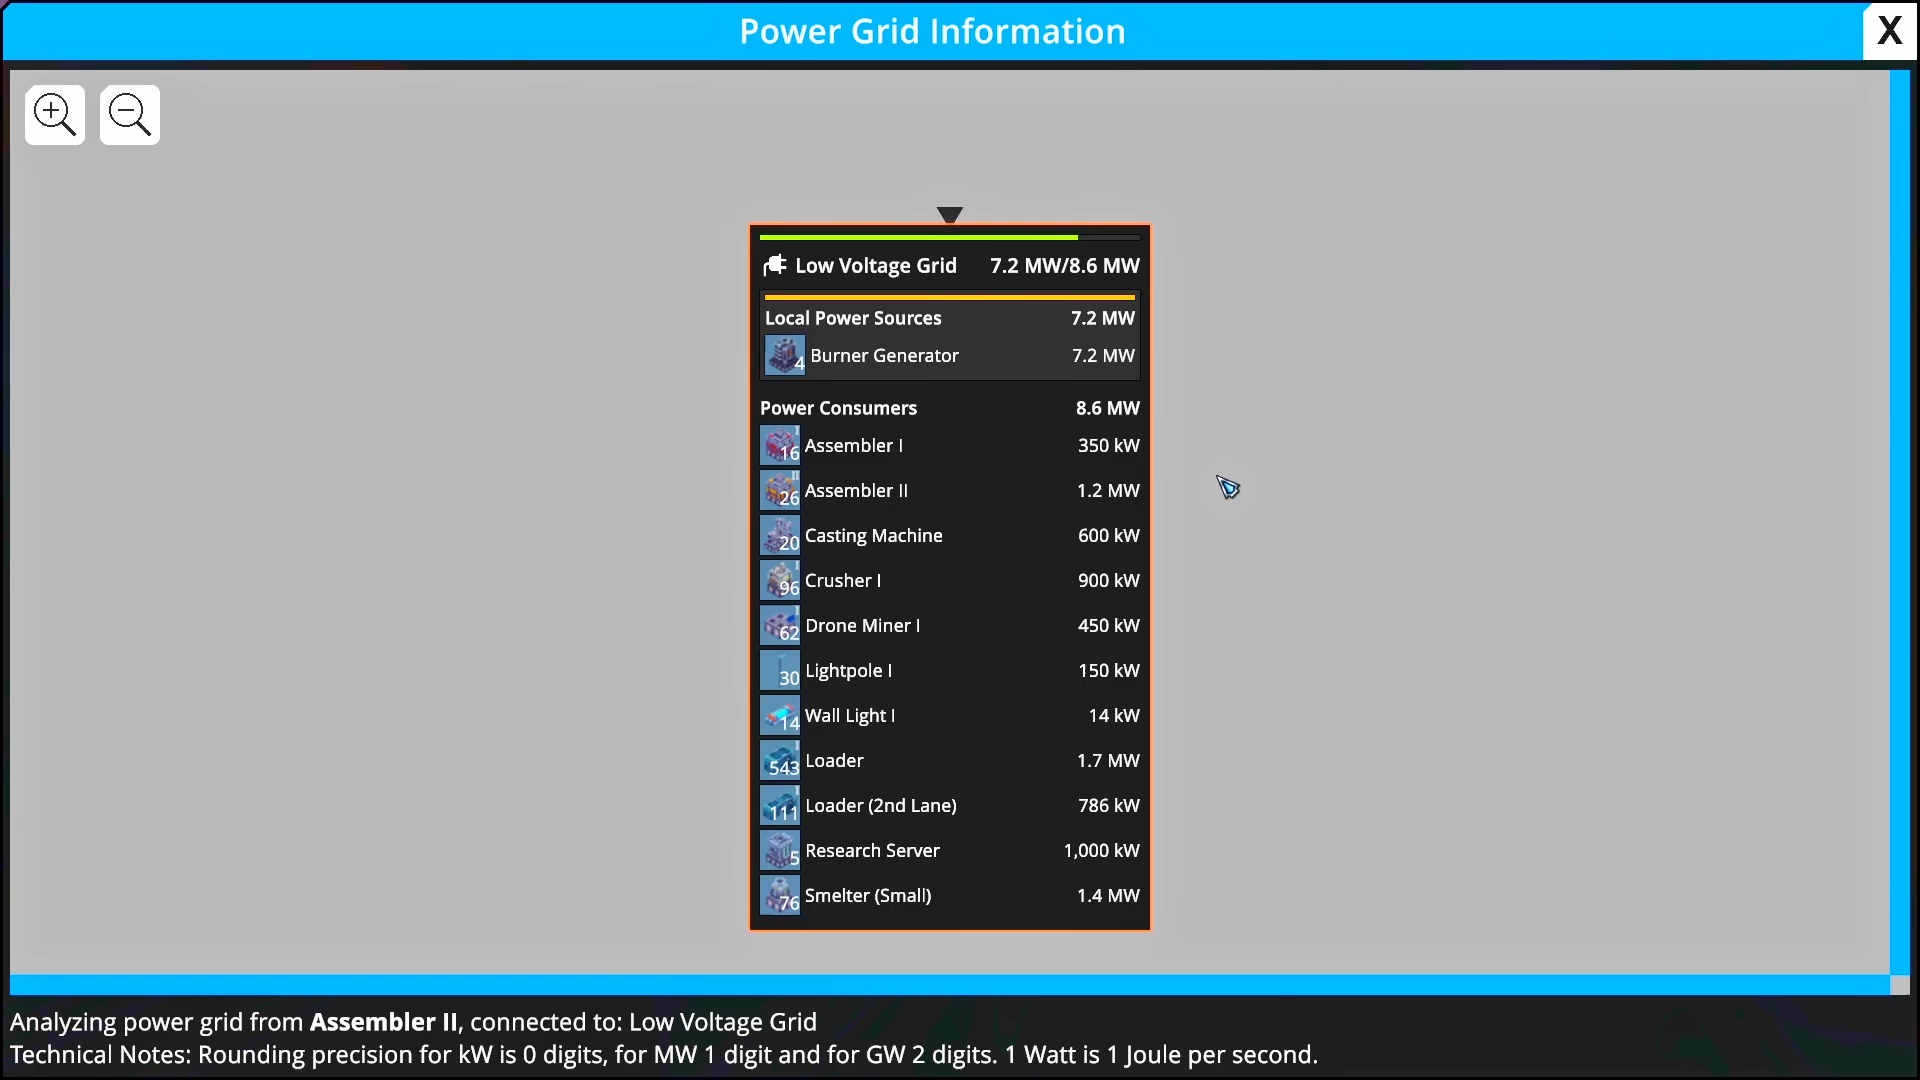 Power Grid Information
X
Low Voltage Grid 7.2 MW/8.6 MW
Local Power Sources 7.2 MW
4 Burner Generator 7.2 MW
Power Consumers 8.6 MW
I 16 Assembler I 350 kW
II 26 Assembler II 1.2 MW
20 Casting Machine 600 kW
I 96 Crusher I 900 kW
I 62 Drone Miner I 450 kW
30 Lightpole I 150 kW
14 Wall Light I 14 kW
I 543 Loader 1.7 MW
I 111 Loader (2nd Lane) 786 kW
5 Research Server 1,000 kW
76 Smelter (Small) 1.4 MW
Analyzing power grid from Assembler II, connected to: Low Voltage Grid
Technical Notes: Rounding precision for kW is 0 digits, for MW 1 digit and for GW 2 digits. 1 Watt is 1 Joule per second.